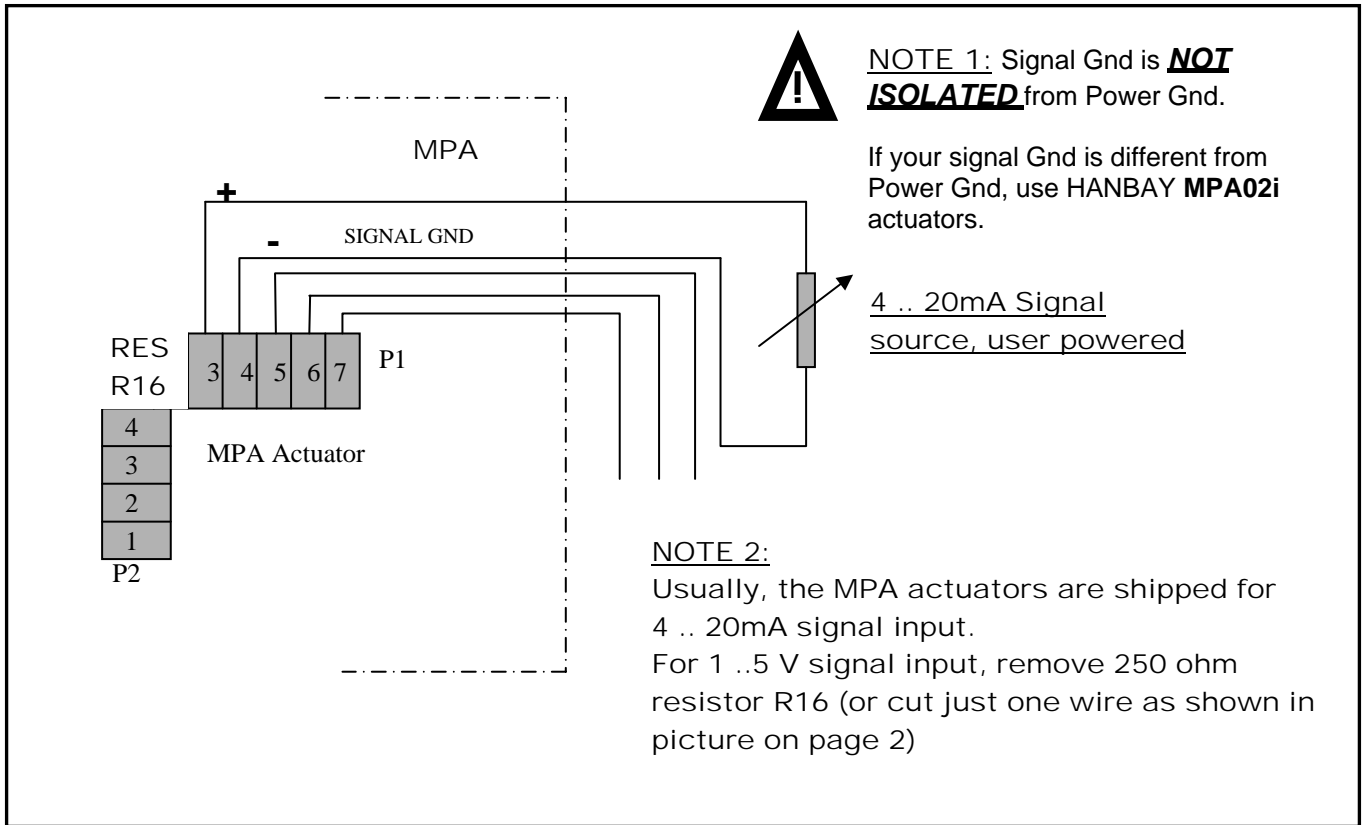 NOTE 1: Signal Gnd is NOT
ISOLATED from Power Gnd.
If your signal Gnd is different from
Power Gnd, use HANBAY MPA02i
actuators.
!
MPA
+
-
SIGNAL GND
4 .. 20mA Signal
source, user powered
RES
R16
3 4 5 6 7
P1
4
3
2
1
P2
MPA Actuator
NOTE 2:
Usually, the MPA actuators are shipped for
4 .. 20mA signal input.
For 1 ..5 V signal input, remove 250 ohm
resistor R16 (or cut just one wire as shown in
picture on page 2)